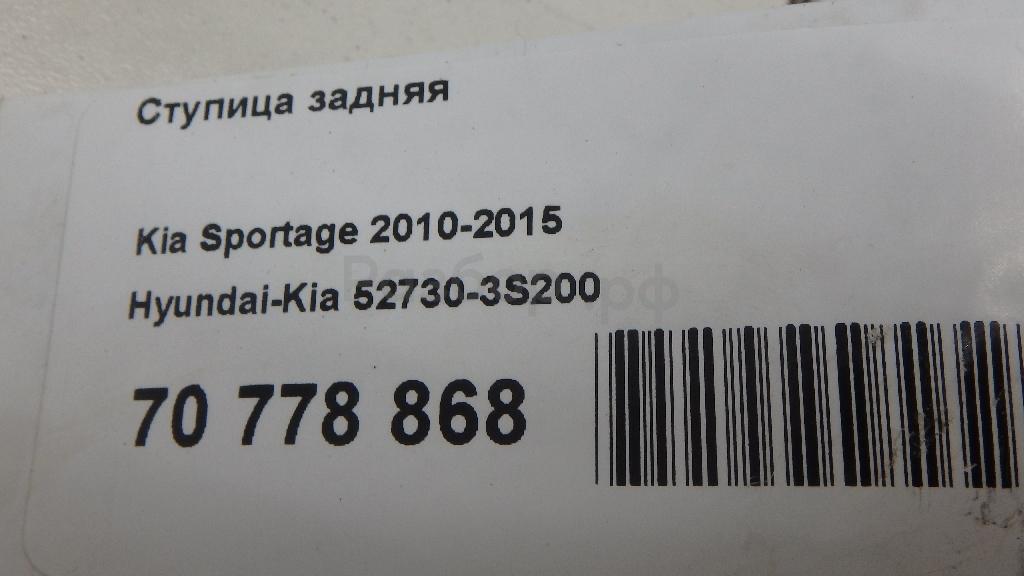 Ступица задняя
Kia Sportage 2010-2015
Hyundai-Kia 52730-3S200
70 778 868